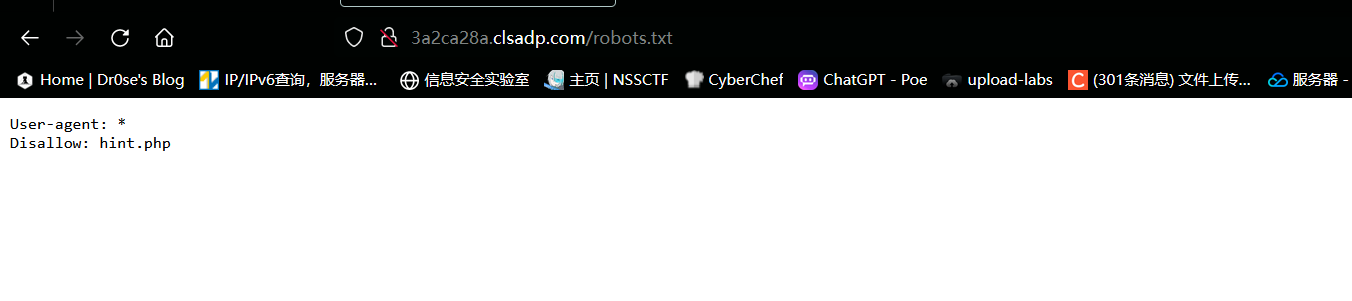 3a2ca28a.clsadp.com/robots.txt
Home | Dr0se's Blog IP/IPv6查询，服务器... 信息安全实验室 主页 | NSSCTF CyberChef ChatGPT - Poe upload-labs C (301条消息) 文件上传... 服务器 -
User-agent: *
Disallow: hint.php